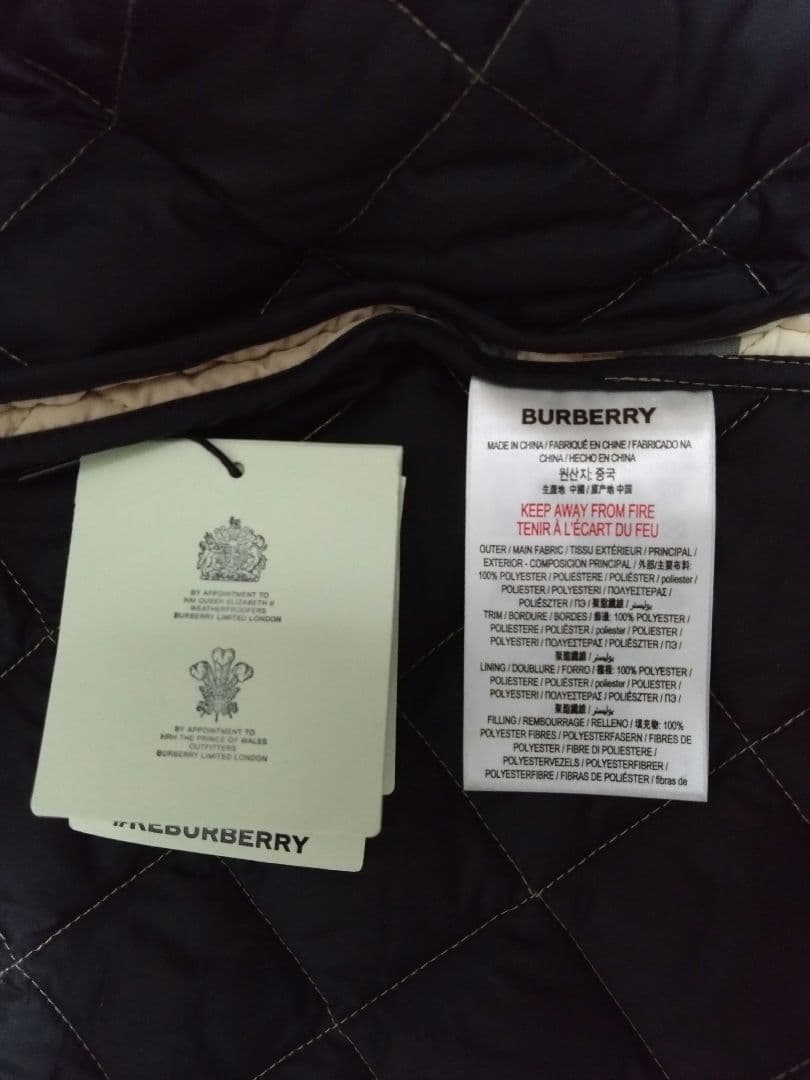 BY APPOINTMENT TO
HM QUEEN ELIZABETH II
WEATHERPROOFERS
BURBERRY LIMITED LONDON
BY APPOINTMENT TO
HRH THE PRINCE OF WALES
OUTFITTERS
BURBERRY LIMITED LONDON
#REBURBERRY
BURBERRY
MADE IN CHINA / FABRIQUÉ EN CHINE / FABRICADO NA
CHINA / HECHO EN CHINA
원산지: 중국
生產地 中國 / 原产地 中国
KEEP AWAY FROM FIRE
TENIR À L'ÉCART DU FEU
OUTER / MAIN FABRIC / TISSU EXTÉRIEUR / PRINCIPAL /
EXTERIOR - COMPOSICION PRINCIPAL / 外部/主要布料:
100% POLYESTER / POLIESTERE / POLIÉSTER / poliester /
POLIESTER / POLYESTERI / ΠΟΛΥΕΣΤΕΡΑΣ /
POLIÉSZTER / ПЭ / 聚酯纖維 / بوليستر
TRIM / BORDURE / BORDES / 飾邊: 100% POLYESTER /
POLIESTERE / POLIÉSTER / poliester / POLIESTER /
POLYESTERI / ΠΟΛΥΕΣΤΕΡΑΣ / POLIÉSZTER / ПЭ /
聚酯纖維 / بوليستر
LINING / DOUBLURE / FORRO / 襯裡: 100% POLYESTER /
POLIESTERE / POLIÉSTER / poliester / POLIESTER /
POLYESTERI / ΠΟΛΥΕΣΤΕΡΑΣ / POLIÉSZTER / ПЭ /
聚酯纖維 / بوليستر
FILLING / REMBOURRAGE / RELLENO / 填充物: 100%
POLYESTER FIBRES / POLYESTERFASERN / FIBRES DE
POLYESTER / FIBRE DI POLIESTERE /
POLYESTERVEZELS / POLYESTERFIBRER /
POLYESTERFIBRE / FIBRAS DE POLIÉSTER / fibras de